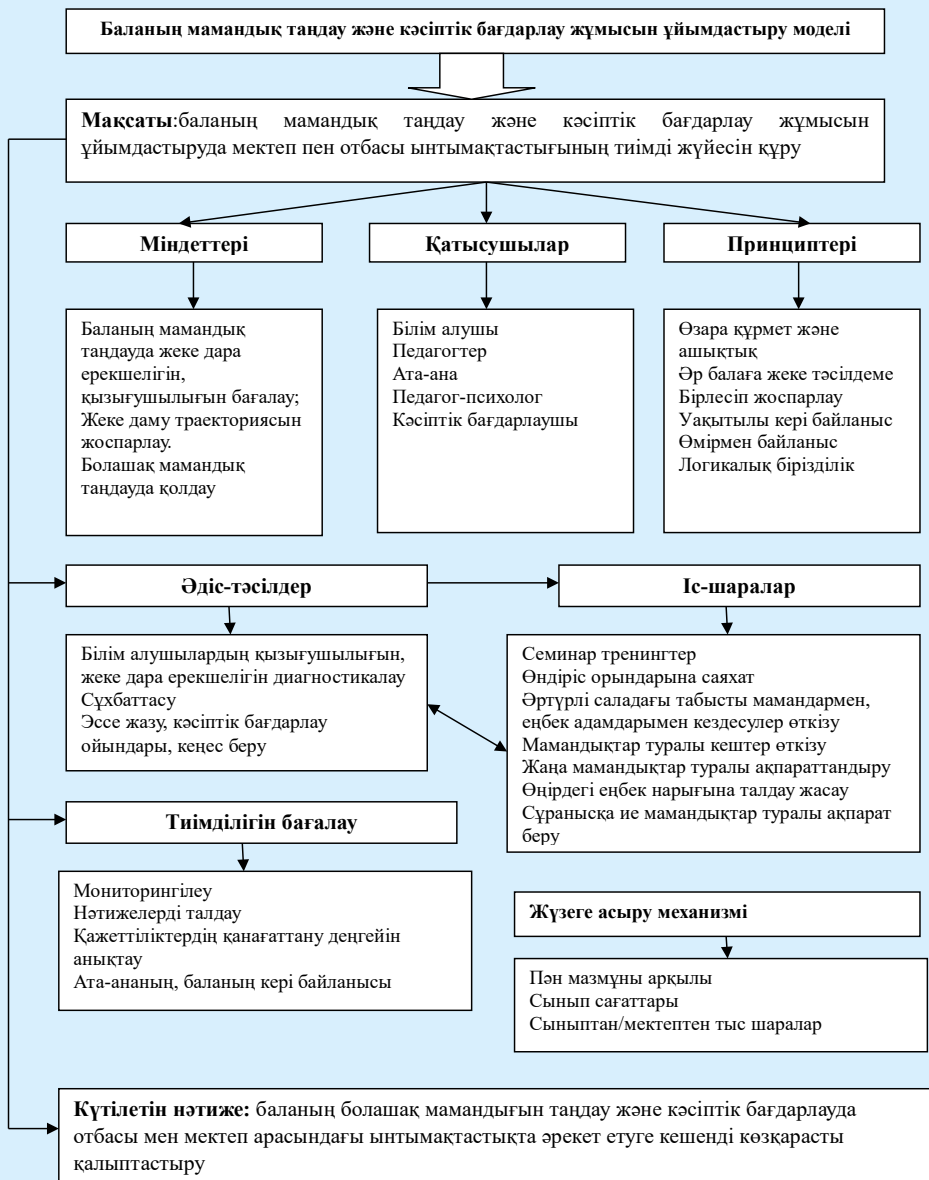 Баланың мамандық таңдау және кәсіптік бағдарлау жұмысын ұйымдастыру моделі
Мақсаты:баланың мамандық таңдау және кәсіптік бағдарлау жұмысын
ұйымдастыруда мектеп пен отбасы ынтымақтастығының тиімді жүйесін құру
Міндеттері
Қатысушылар
Принциптері
Баланың мамандық
таңдауда жеке дара
ерекшелігін,
қызығушылығын бағалау;
Жеке даму траекториясын
жоспарлау.
Болашақ мамандық
таңдауда қолдау
Білім алушы
Педагогтер
Ата-ана
Педагог-психолог
Кәсіптік бағдарлаушы
Өзара құрмет және
ашықтық
Әр балаға жеке тәсілдеме
Бірлесіп жоспарлау
Уақытылы кері байланыс
Өмірмен байланыс
Логикалық бірізділік
Әдіс-тәсілдер
Іс-шаралар
Білім алушылардың қызығушылығын,
жеке дара ерекшелігін диагностикалау
Сұхбаттасу
Эссе жазу, кәсіптік бағдарлау
ойындары, кеңес беру
Семинар тренингтер
Өндіріс орындарына саяхат
Әртүрлі саладағы табысты мамандармен,
еңбек адамдарымен кездесулер өткізу
Мамандықтар туралы кештер өткізу
Жаңа мамандықтар туралы ақпараттандыру
Өңірдегі еңбек нарығына талдау жасау
Сұранысқа ие мамандықтар туралы ақпарат
беру
Тиімділігін бағалау
Мониторингілеу
Нәтижелерді талдау
Қажеттіліктердің қанағаттану деңгейін
анықтау
Ата-ананың, баланың кері байланысы
Жүзеге асыру механизмі
Пән мазмұны арқылы
Сынып сағаттары
Сыныптан/мектептен тыс шаралар
Күтілетін нәтиже: баланың болашақ мамандығын таңдау және кәсіптік бағдарлауда
отбасы мен мектеп арасындағы ынтымақтастықта әрекет етуге кешенді көзқарасты
қалыптастыру